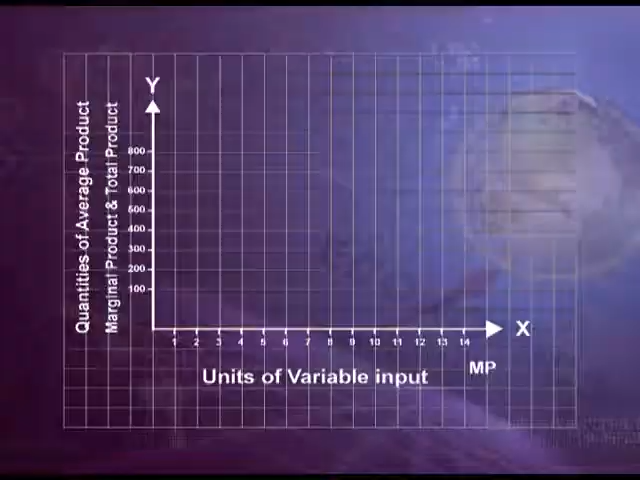 Y
Quantities of Average Product
Marginal Product & Total Product
800
700
600
500
400
300
200
100
1 2 3 4 5 6 7 8 9 10 11 12 13 14
X
MP
Units of Variable input